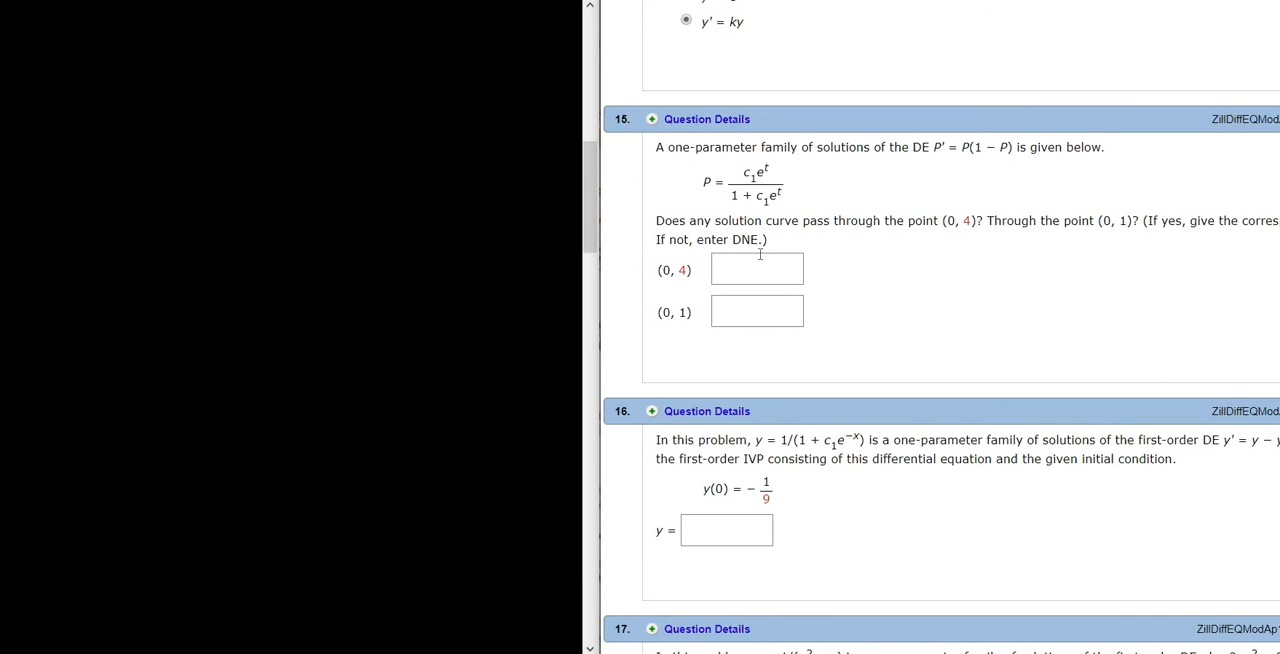 y' = ky
15. Question Details ZillDiffEQMod
A one-parameter family of solutions of the DE P' = P(1 − P) is given below.
P = c₁eᵗ / 1 + c₁eᵗ
Does any solution curve pass through the point (0, 4)? Through the point (0, 1)? (If yes, give the corres
If not, enter DNE.)
(0, 4)
(0, 1)
16. Question Details ZillDiffEQMod
In this problem, y = 1/(1 + c₁e⁻ˣ) is a one-parameter family of solutions of the first-order DE y' = y −
the first-order IVP consisting of this differential equation and the given initial condition.
y(0) = − 1/9
y =
17. Question Details ZillDiffEQModAp